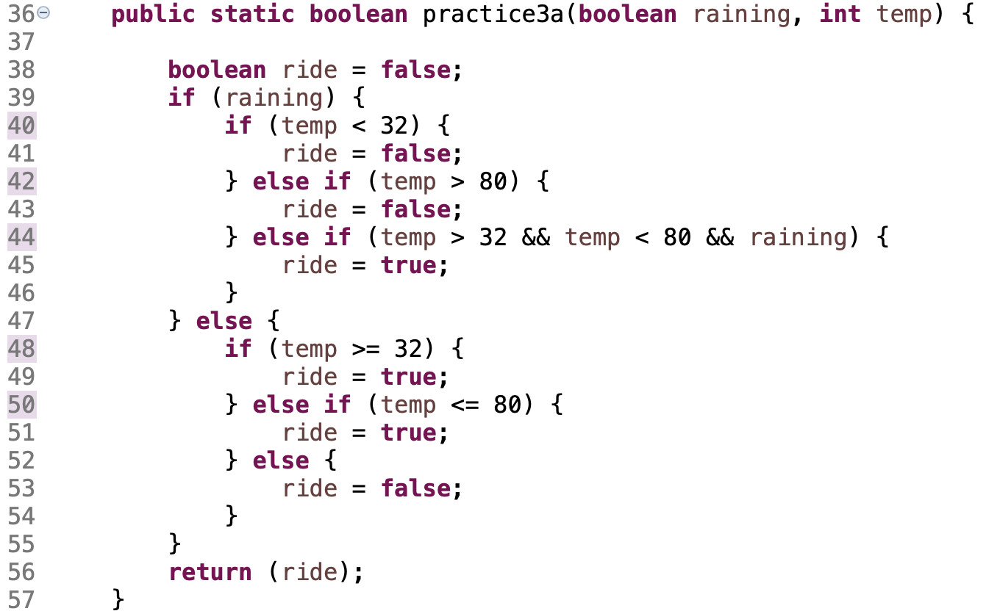 36 public static boolean practice3a(boolean raining, int temp) {
37
38 boolean ride = false;
39 if (raining) {
40 if (temp < 32) {
41 ride = false;
42 } else if (temp > 80) {
43 ride = false;
44 } else if (temp > 32 && temp < 80 && raining) {
45 ride = true;
46 }
47 } else {
48 if (temp >= 32) {
49 ride = true;
50 } else if (temp <= 80) {
51 ride = true;
52 } else {
53 ride = false;
54 }
55 }
56 return (ride);
57 }